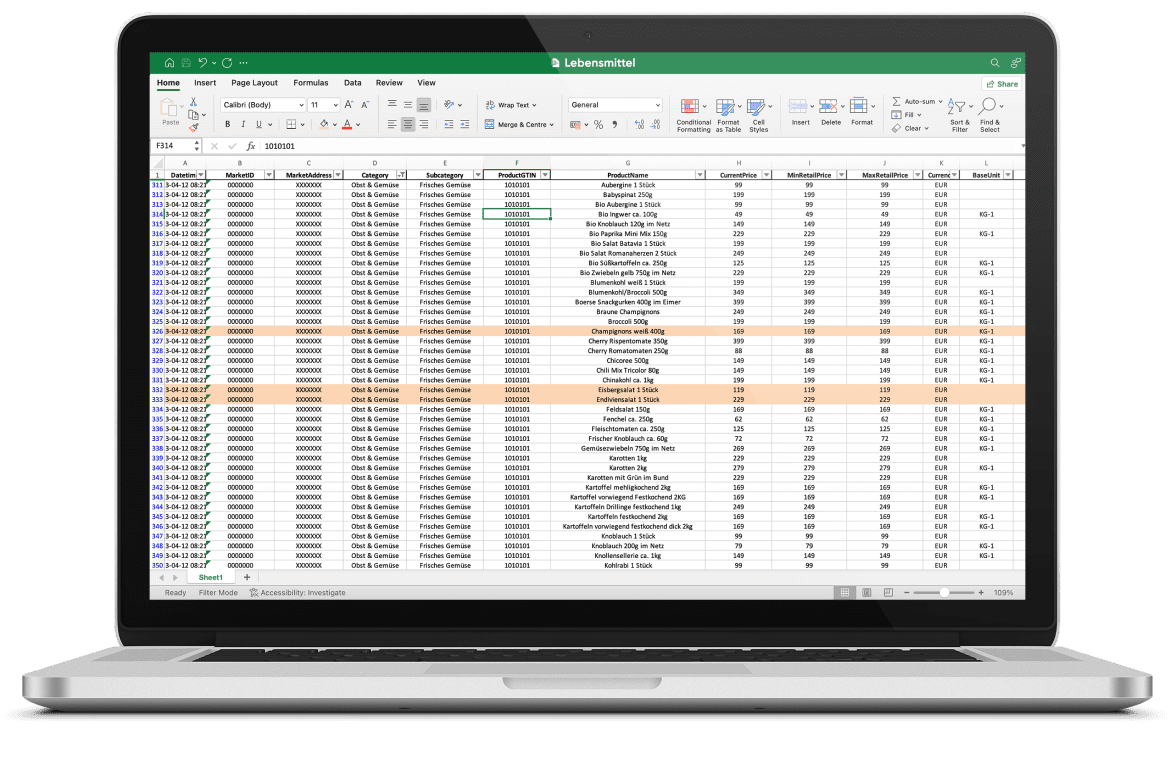 Lebensmittel
Home Insert Page Layout Formulas Data Review View Share
Paste Calibri (Body) 11 A A Wrap Text General Auto-sum
B I U A Merge & Centre % Conditional Formatting Format as Table Cell Styles Insert Delete Format Fill Clear Sort & Filter Find & Select
F314 fx 1010101
A B C D E F G H I J K L
1 Datetim MarketID MarketAddress Category Subcategory ProductGTIN ProductName CurrentPrice MinRetailPrice MaxRetailPrice Currenc BaseUnit
311 3-04-12 08:21 0000000 XXXXXXX Obst & Gemüse Frisches Gemüse 1010101 Aubergine 1 Stück 99 99 99 EUR
312 3-04-12 08:21 0000000 XXXXXXX Obst & Gemüse Frisches Gemüse 1010101 Babyspinat 250g 199 199 199 EUR
313 3-04-12 08:21 0000000 XXXXXXX Obst & Gemüse Frisches Gemüse 1010101 Bio Aubergine 1 Stück 99 99 99 EUR
314 3-04-12 08:21 0000000 XXXXXXX Obst & Gemüse Frisches Gemüse 1010101 Bio Ingwer ca. 100g 49 49 49 EUR KG-1
315 3-04-12 08:21 0000000 XXXXXXX Obst & Gemüse Frisches Gemüse 1010101 Bio Knoblauch 120g im Netz 149 149 149 EUR
316 3-04-12 08:21 0000000 XXXXXXX Obst & Gemüse Frisches Gemüse 1010101 Bio Paprika Mini Mix 150g 229 229 229 EUR KG-1
317 3-04-12 08:21 0000000 XXXXXXX Obst & Gemüse Frisches Gemüse 1010101 Bio Salat Batavia 1 Stück 199 199 199 EUR
318 3-04-12 08:21 0000000 XXXXXXX Obst & Gemüse Frisches Gemüse 1010101 Bio Salat Romanaherzen 2 Stück 249 249 249 EUR
319 3-04-12 08:21 0000000 XXXXXXX Obst & Gemüse Frisches Gemüse 1010101 Bio Süßkartoffeln ca. 250g 125 125 125 EUR KG-1
320 3-04-12 08:21 0000000 XXXXXXX Obst & Gemüse Frisches Gemüse 1010101 Bio Zwiebeln gelb 750g im Netz 229 229 229 EUR KG-1
321 3-04-12 08:21 0000000 XXXXXXX Obst & Gemüse Frisches Gemüse 1010101 Blumenkohl weiß 1 Stück 199 199 199 EUR
322 3-04-12 08:21 0000000 XXXXXXX Obst & Gemüse Frisches Gemüse 1010101 Blumenkohl/Broccoli 500g 349 349 349 EUR KG-1
323 3-04-12 08:21 0000000 XXXXXXX Obst & Gemüse Frisches Gemüse 1010101 Boerse Snackgurken 400g im Eimer 399 399 399 EUR KG-1
324 3-04-12 08:21 0000000 XXXXXXX Obst & Gemüse Frisches Gemüse 1010101 Braune Champignons 249 249 249 EUR KG-1
325 3-04-12 08:21 0000000 XXXXXXX Obst & Gemüse Frisches Gemüse 1010101 Broccoli 500g 199 199 199 EUR KG-1
326 3-04-12 08:21 0000000 XXXXXXX Obst & Gemüse Frisches Gemüse 1010101 Champignons weiß 400g 169 169 169 EUR KG-1
327 3-04-12 08:21 0000000 XXXXXXX Obst & Gemüse Frisches Gemüse 1010101 Cherry Rispentomate 350g 399 399 399 EUR KG-1
328 3-04-12 08:21 0000000 XXXXXXX Obst & Gemüse Frisches Gemüse 1010101 Cherry Romatomaten 250g 88 88 88 EUR KG-1
329 3-04-12 08:21 0000000 XXXXXXX Obst & Gemüse Frisches Gemüse 1010101 Chicoree 500g 149 149 149 EUR KG-1
330 3-04-12 08:21 0000000 XXXXXXX Obst & Gemüse Frisches Gemüse 1010101 Chili Mix Tricolor 80g 149 149 149 EUR KG-1
331 3-04-12 08:21 0000000 XXXXXXX Obst & Gemüse Frisches Gemüse 1010101 Chinakohl ca. 1kg 199 199 199 EUR KG-1
332 3-04-12 08:21 0000000 XXXXXXX Obst & Gemüse Frisches Gemüse 1010101 Eisbergsalat 1 Stück 119 119 119 EUR
333 3-04-12 08:21 0000000 XXXXXXX Obst & Gemüse Frisches Gemüse 1010101 Endiviensalat 1 Stück 229 229 229 EUR
334 3-04-12 08:21 0000000 XXXXXXX Obst & Gemüse Frisches Gemüse 1010101 Feldsalat 150g 169 169 169 EUR KG-1
335 3-04-12 08:21 0000000 XXXXXXX Obst & Gemüse Frisches Gemüse 1010101 Fenchel ca. 250g 62 62 62 EUR KG-1
336 3-04-12 08:21 0000000 XXXXXXX Obst & Gemüse Frisches Gemüse 1010101 Fleischtomaten ca. 250g 125 125 125 EUR KG-1
337 3-04-12 08:21 0000000 XXXXXXX Obst & Gemüse Frisches Gemüse 1010101 Frischer Knoblauch ca. 60g 72 72 72 EUR KG-1
338 3-04-12 08:21 0000000 XXXXXXX Obst & Gemüse Frisches Gemüse 1010101 Gemüsezwiebeln 750g im Netz 269 269 269 EUR KG-1
339 3-04-12 08:21 0000000 XXXXXXX Obst & Gemüse Frisches Gemüse 1010101 Karotten 1kg 229 229 229 EUR
340 3-04-12 08:21 0000000 XXXXXXX Obst & Gemüse Frisches Gemüse 1010101 Karotten 2kg 279 279 279 EUR KG-1
341 3-04-12 08:21 0000000 XXXXXXX Obst & Gemüse Frisches Gemüse 1010101 Karotten mit Grün im Bund 229 229 229 EUR
342 3-04-12 08:21 0000000 XXXXXXX Obst & Gemüse Frisches Gemüse 1010101 Kartoffel mehligkochend 2kg 169 169 169 EUR KG-1
343 3-04-12 08:21 0000000 XXXXXXX Obst & Gemüse Frisches Gemüse 1010101 Kartoffel vorwiegend Festkochend 2KG 169 169 169 EUR KG-1
344 3-04-12 08:21 0000000 XXXXXXX Obst & Gemüse Frisches Gemüse 1010101 Kartoffeln Drillinge festkochend 1kg 249 249 249 EUR
345 3-04-12 08:21 0000000 XXXXXXX Obst & Gemüse Frisches Gemüse 1010101 Kartoffeln festkochend 2kg 169 169 169 EUR KG-1
346 3-04-12 08:21 0000000 XXXXXXX Obst & Gemüse Frisches Gemüse 1010101 Kartoffeln vorwiegend festkochend dick 2kg 169 169 169 EUR KG-1
347 3-04-12 08:21 0000000 XXXXXXX Obst & Gemüse Frisches Gemüse 1010101 Knoblauch 1 Stück 99 99 99 EUR
348 3-04-12 08:21 0000000 XXXXXXX Obst & Gemüse Frisches Gemüse 1010101 Knoblauch 200g im Netz 79 79 79 EUR KG-1
349 3-04-12 08:21 0000000 XXXXXXX Obst & Gemüse Frisches Gemüse 1010101 Knollensellerie ca. 1kg 149 149 149 EUR KG-1
350 3-04-12 08:21 0000000 XXXXXXX Obst & Gemüse Frisches Gemüse 1010101 Kohlrabi 1 Stück 99 99 99 EUR
Sheet1 +
Ready Filter Mode Accessibility: Investigate 109%